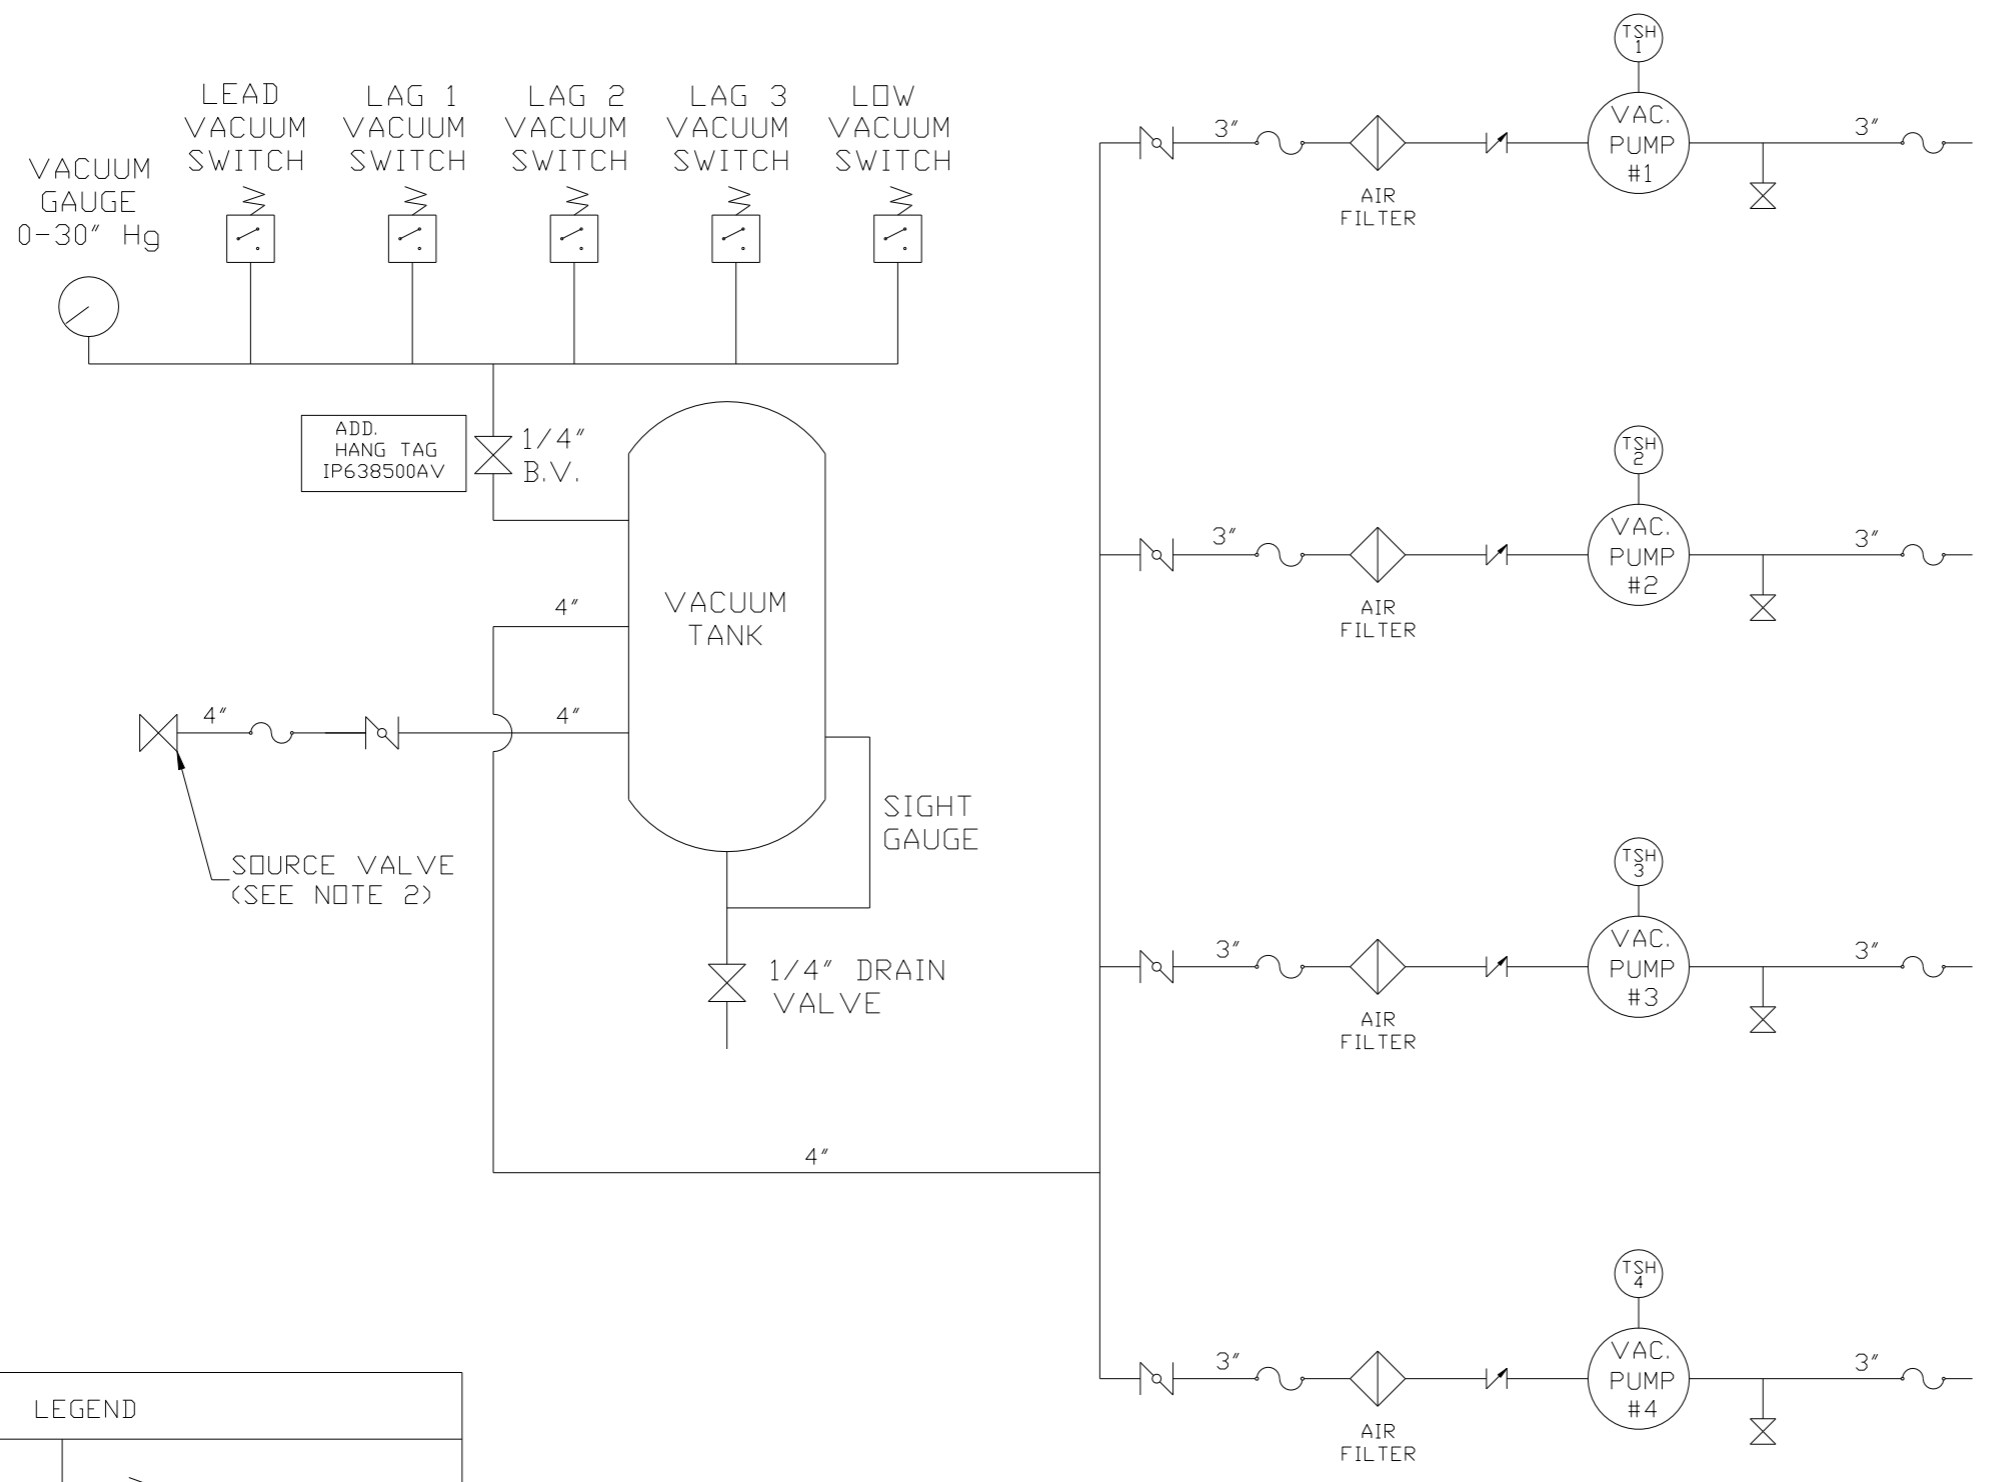 VACUUM
GAUGE
0-30" Hg
LEAD
VACUUM
SWITCH
LAG 1
VACUUM
SWITCH
LAG 2
VACUUM
SWITCH
LAG 3
VACUUM
SWITCH
LOW
VACUUM
SWITCH
ADD.
HANG TAG
IP638500AV
1/4"
B.V.
VACUUM
TANK
4"
4"
4"
SOURCE VALVE
(SEE NOTE 2)
SIGHT
GAUGE
1/4" DRAIN
VALVE
4"
TSH
1
3"
AIR
FILTER
VAC.
PUMP
#1
3"
TSH
2
3"
AIR
FILTER
VAC.
PUMP
#2
3"
TSH
3
3"
AIR
FILTER
VAC.
PUMP
#3
3"
TSH
4
3"
AIR
FILTER
VAC.
PUMP
#4
3"
LEGEND